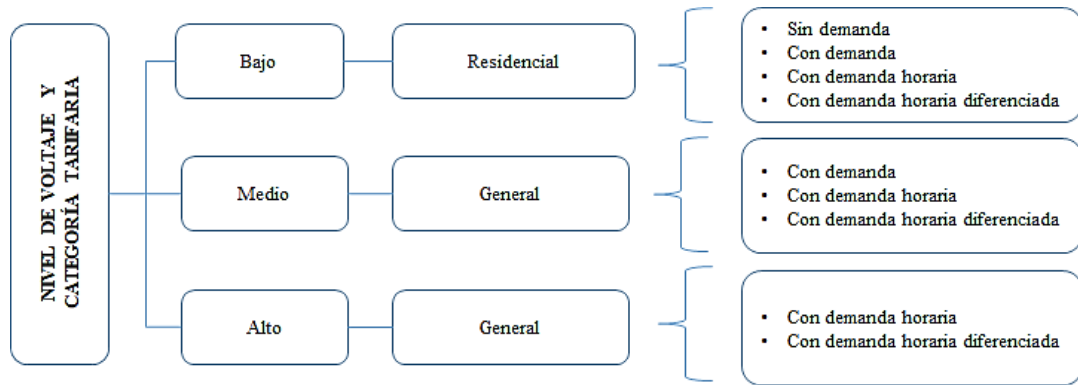 NIVEL DE VOLTAJE Y
CATEGORÍA TARIFARIA
Bajo
Residencial
• Sin demanda
• Con demanda
• Con demanda horaria
• Con demanda horaria diferenciada
Medio
General
• Con demanda
• Con demanda horaria
• Con demanda horaria diferenciada
Alto
General
• Con demanda horaria
• Con demanda horaria diferenciada